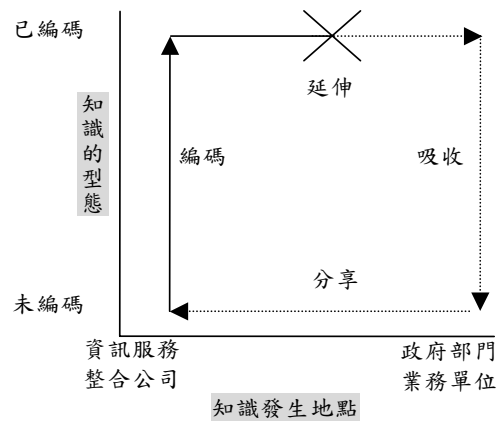 已編碼
延伸
知識的型態
編碼
吸收
分享
未編碼
資訊服務
整合公司
政府部門
業務單位
知識發生地點